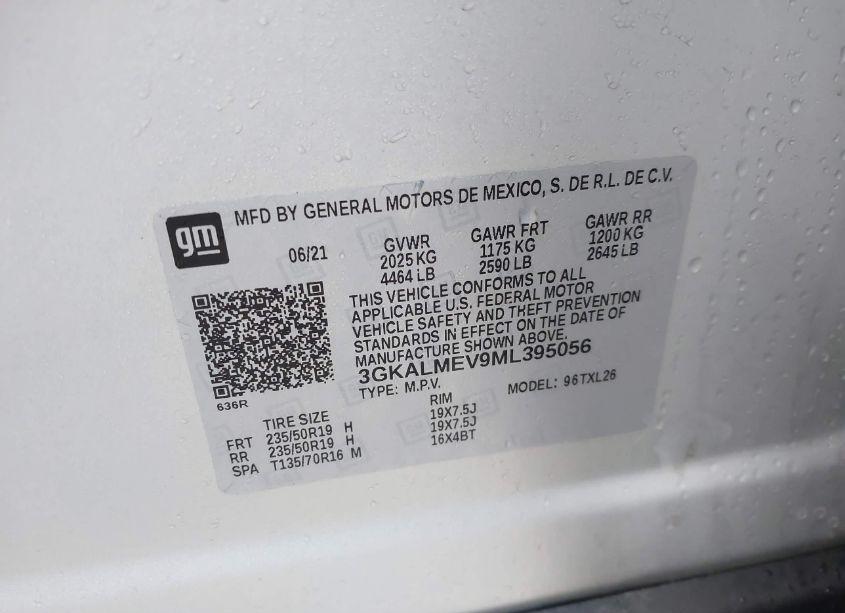 gm
MFD BY GENERAL MOTORS DE MEXICO, S. DE R.L. DE C.V.
06/21 GVWR GAWR FRT GAWR RR
2025 KG 1175 KG 1200 KG
4464 LB 2590 LB 2645 LB
THIS VEHICLE CONFORMS TO ALL
APPLICABLE U.S. FEDERAL MOTOR
VEHICLE SAFETY AND THEFT PREVENTION
STANDARDS IN EFFECT ON THE DATE OF
MANUFACTURE SHOWN ABOVE.
3GKALMEV9ML395056
TYPE: M.P.V. MODEL: 96TXL26
636R
TIRE SIZE RIM
FRT 235/50R19 H 19X7.5J
RR 235/50R19 H 19X7.5J
SPA T135/70R16 M 16X4BT